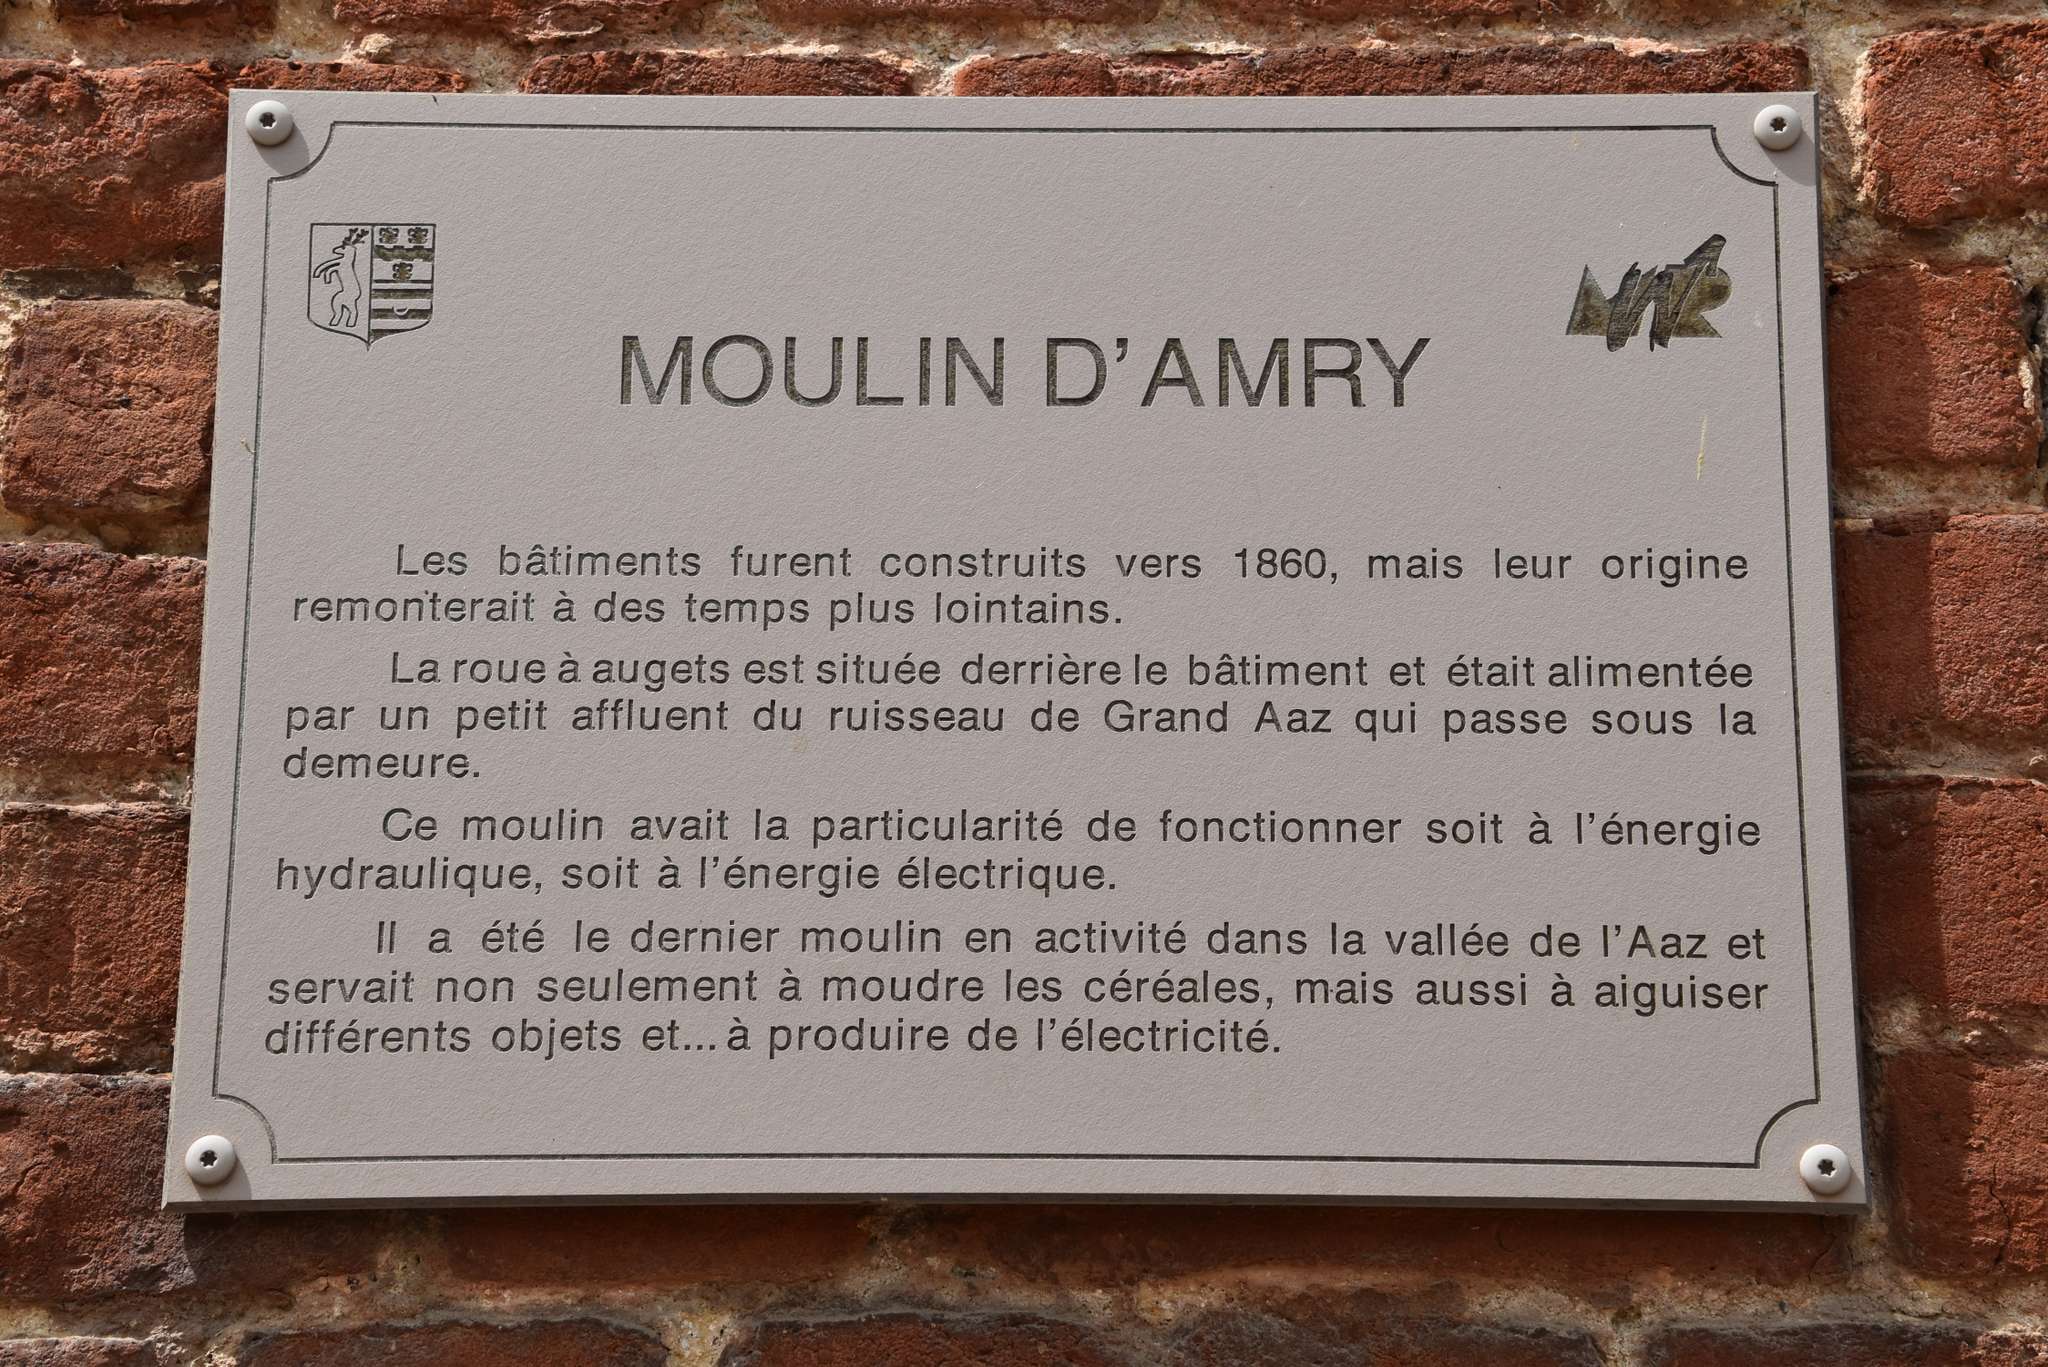 MOULIN D'AMRY
Les bâtiments furent construits vers 1860, mais leur origine
remonterait à des temps plus lointains.
La roue à augets est située derrière le bâtiment et était alimentée
par un petit affluent du ruisseau de Grand Aaz qui passe sous la
demeure.
Ce moulin avait la particularité de fonctionner soit à l'énergie
hydraulique, soit à l'énergie électrique.
Il a été le dernier moulin en activité dans la vallée de l'Aaz et
servait non seulement à moudre les céréales, mais aussi à aiguiser
différents objets et... à produire de l'électricité.